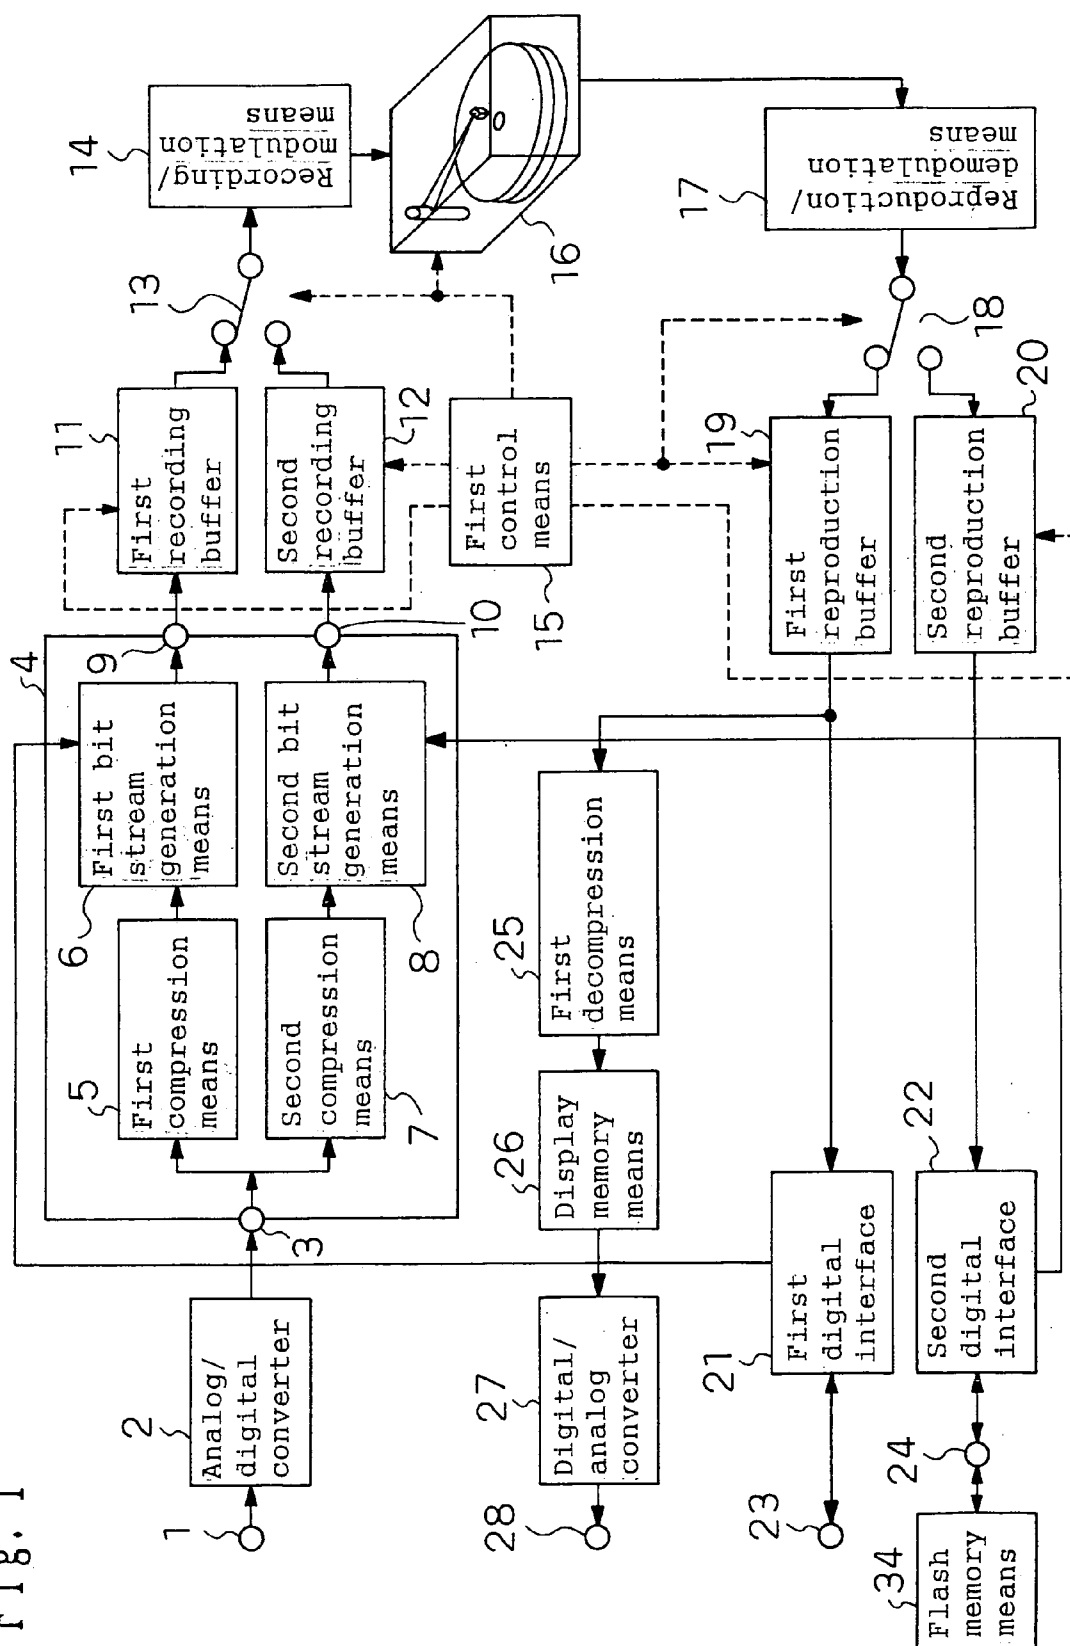 Fig. 1
1
2
Analog/
digital
converter
3
4
5
First
compression
means
6
First bit
stream
generation
means
7
Second
compression
means
8
Second bit
stream
generation
means
9
10
11
First
recording
buffer
12
Second
recording
buffer
13
14
Recording/
modulation
means
15
First
control
means
16
17
Reproduction/
demodulation
means
18
19
First
reproduction
buffer
20
Second
reproduction
buffer
21
First
digital
interface
22
Second
digital
interface
23
24
25
First
decompression
means
26
Display
memory
means
27
Digital/
analog
converter
28
34
Flash
memory
means